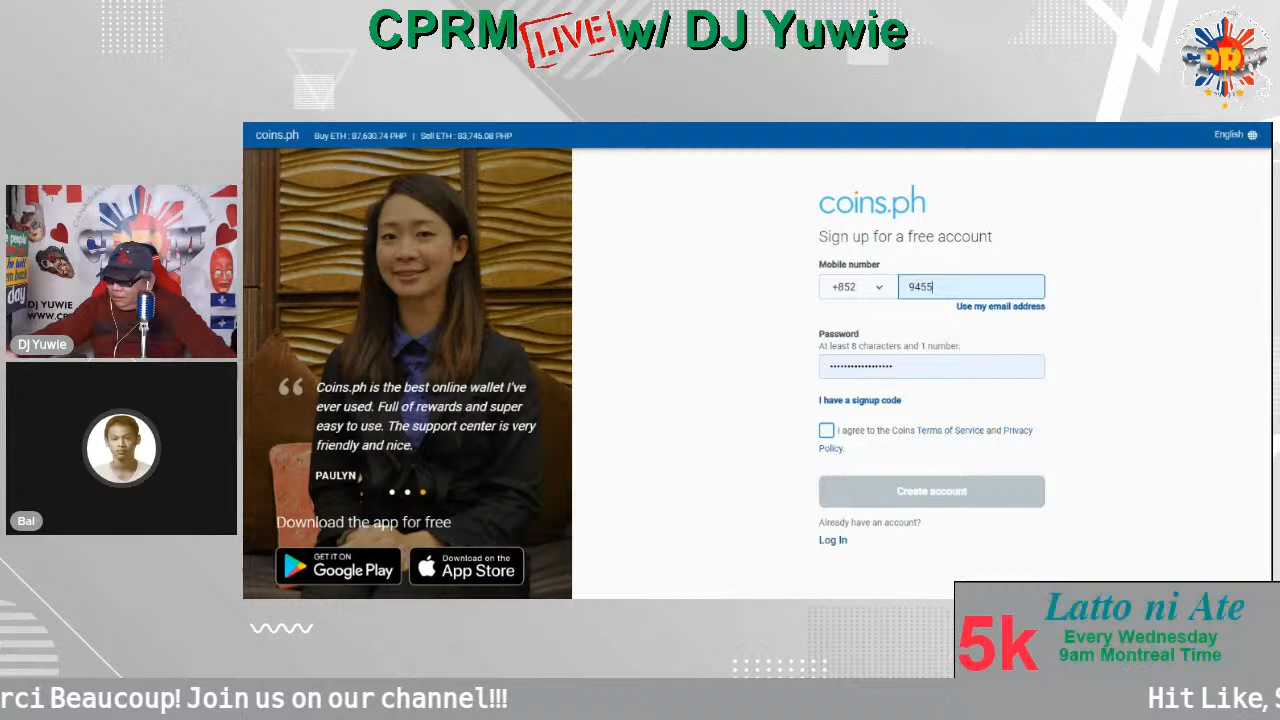 CPRM LIVE! w/ DJ Yuwie
coins.ph
Buy ETH : 87,630.74 PHP | Sell ETH : 83,745.08 PHP
English
DJ YUWIE
WWW.CP
Dj Yuwie
Bai
“ Coins.ph is the best online wallet I've
ever used. Full of rewards and super
easy to use. The support center is very
friendly and nice.
PAULYN
Download the app for free
GET IT ON
Google Play
Download on the
App Store
coins.ph
Sign up for a free account
Mobile number
+852
9455
Use my email address
Password
At least 8 characters and 1 number.
••••••••••••••••••
I have a signup code
I agree to the Coins Terms of Service and Privacy
Policy.
Create account
Already have an account?
Log In
5k
Latto ni Ate
Every Wednesday
9am Montreal Time
rci Beaucoup! Join us on our channel!!!
Hit Like, S